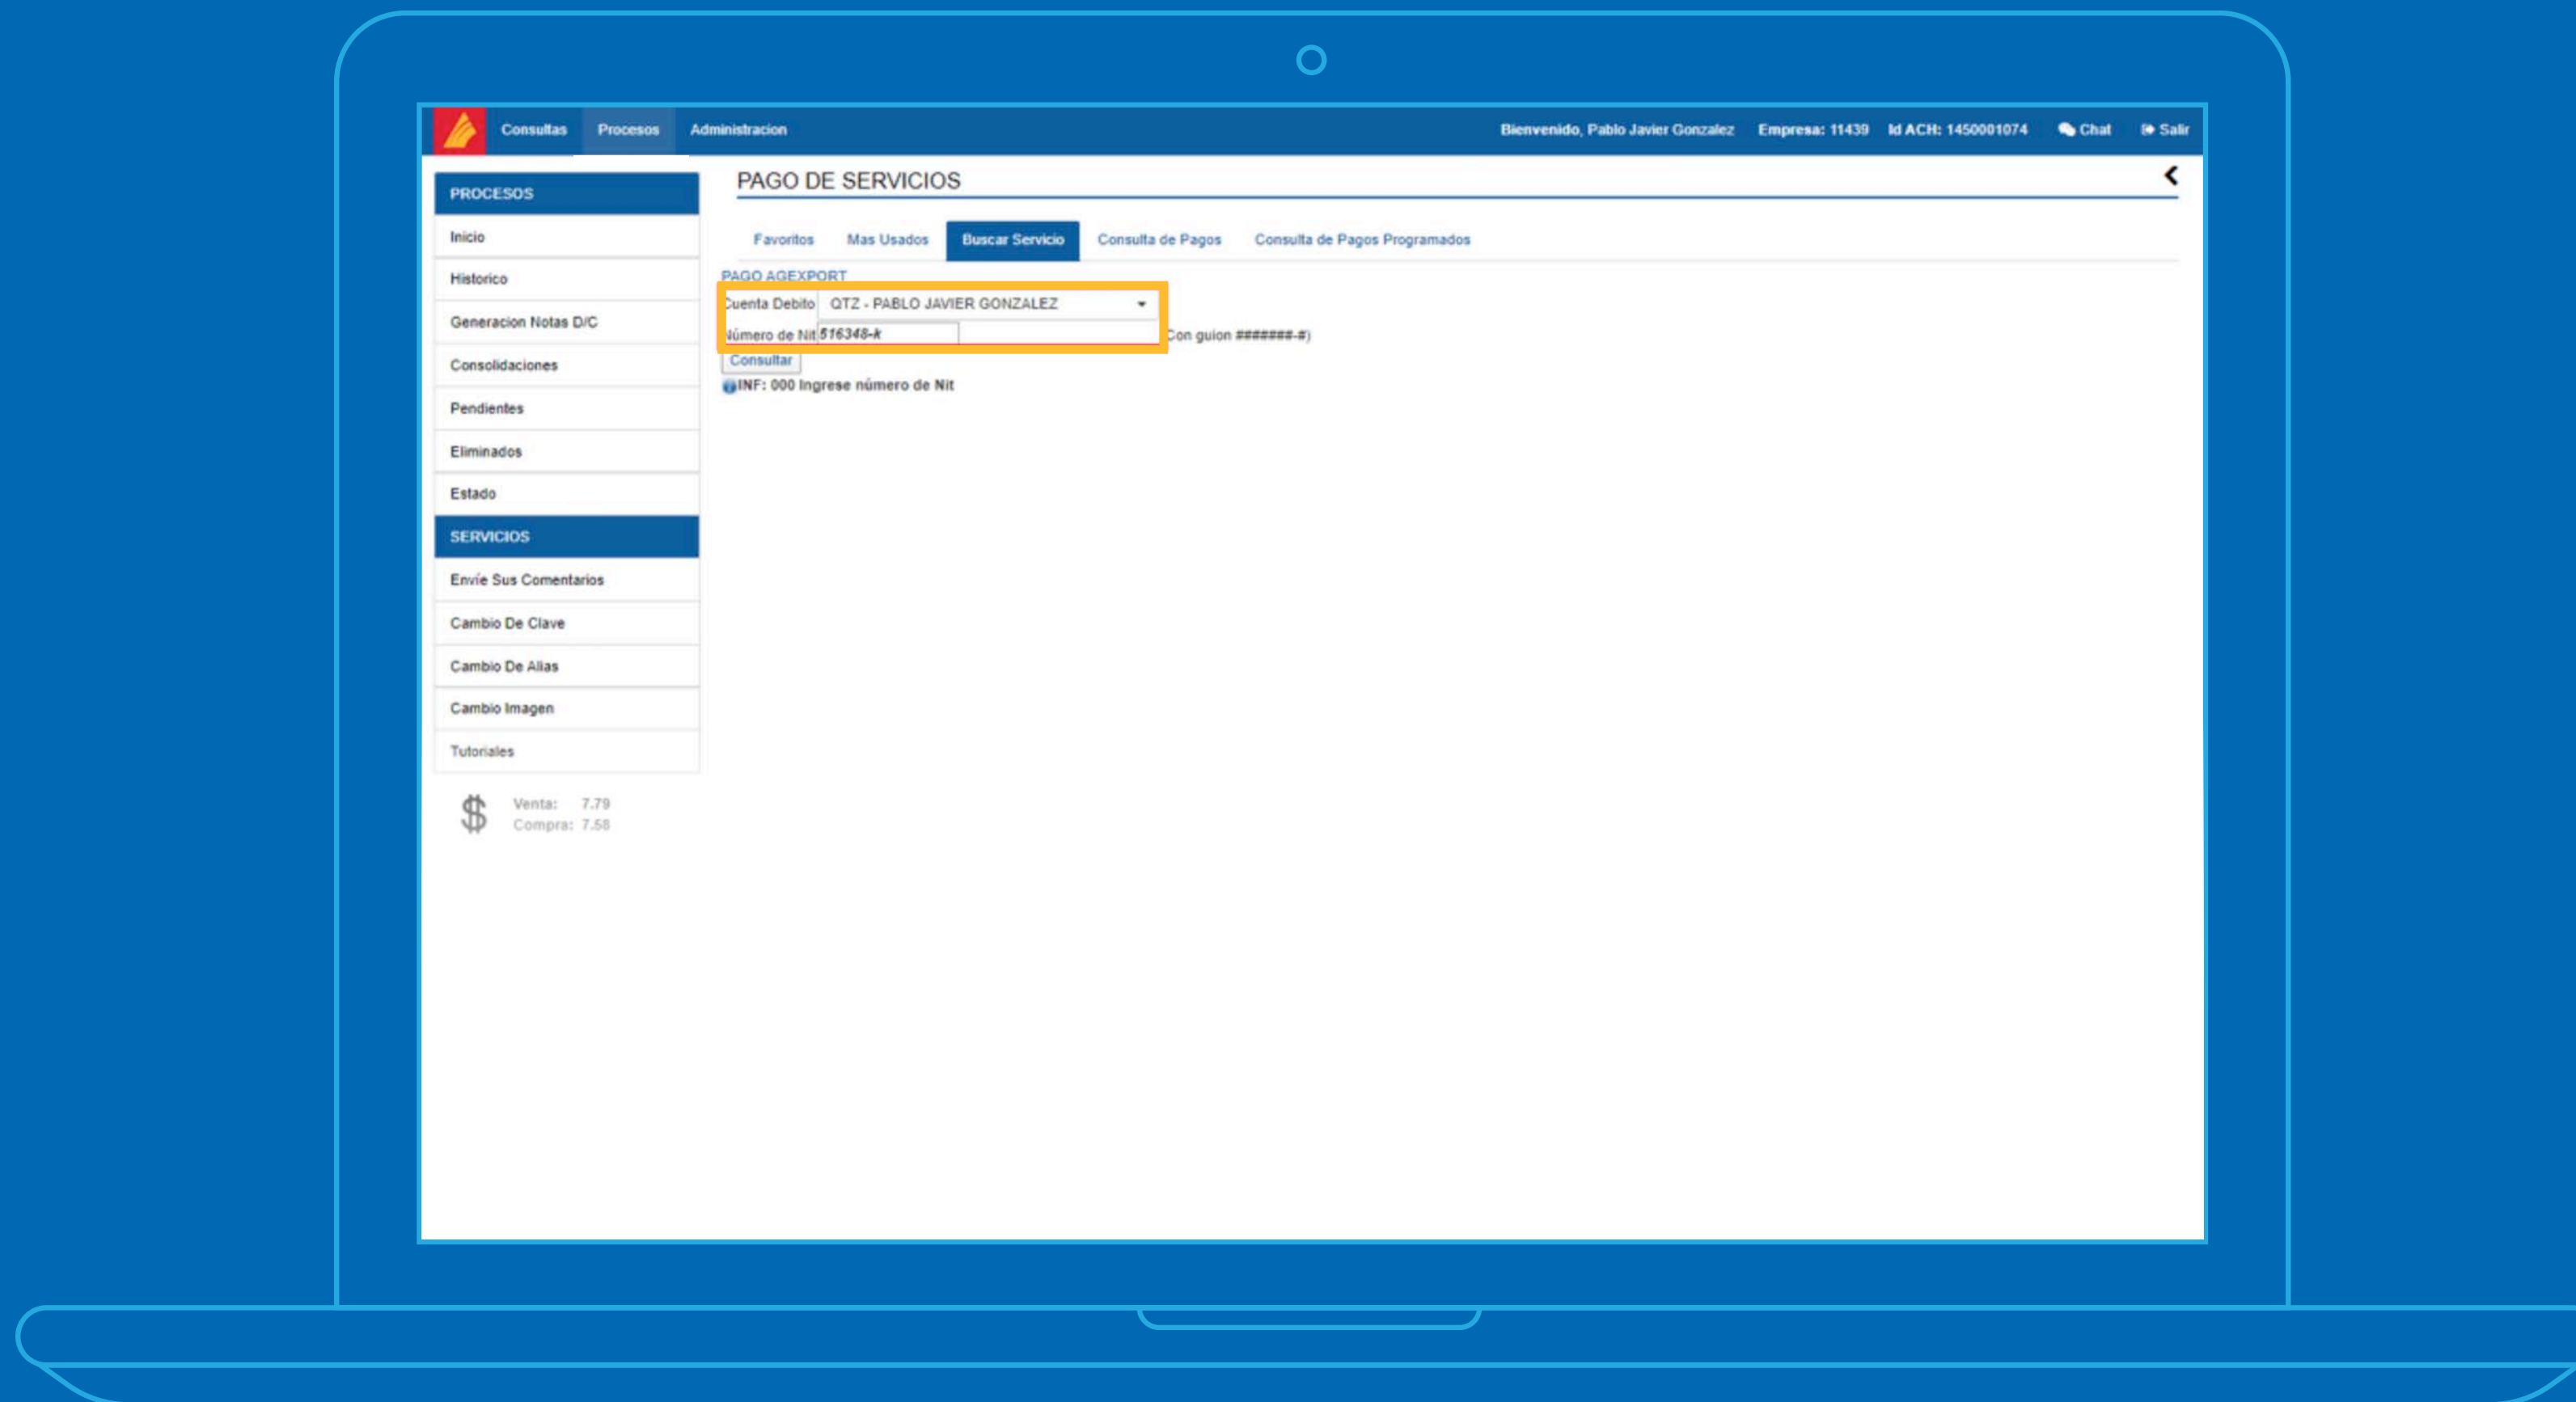 Consultas Procesos Administracion Bienvenido, Pablo Javier Gonzalez Empresa: 11439 Id ACH: 1450001074 Chat Salir
PROCESOS
Inicio
Historico
Generacion Notas D/C
Consolidaciones
Pendientes
Eliminados
Estado
SERVICIOS
Envíe Sus Comentarios
Cambio De Clave
Cambio De Alias
Cambio Imagen
Tutoriales
$ Venta: 7.79
Compra: 7.58
PAGO DE SERVICIOS
Favoritos Mas Usados Buscar Servicio Consulta de Pagos Consulta de Pagos Programados
PAGO AGEXPORT
Cuenta Debito QTZ - PABLO JAVIER GONZALEZ
Número de Nit 516348-k Con guion #######-#)
Consultar
INF: 000 Ingrese número de Nit